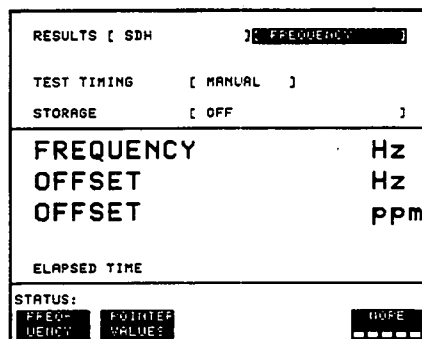 RESULTS [ SDH ][ FREQUENCY ]
TEST TIMING [ MANUAL ]
STORAGE [ OFF ]
FREQUENCY Hz
OFFSET Hz
OFFSET ppm
ELAPSED TIME
STATUS:
FREQ- POINTER MORE
UENCY VALUES